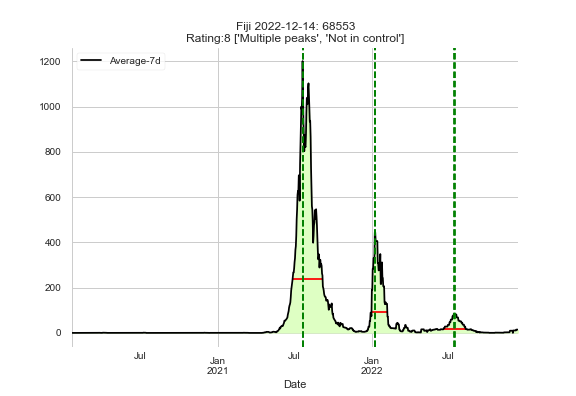 Fiji 2022-12-14: 68553
Rating:8 ['Multiple peaks', 'Not in control']
Average-7d
1200
1000
800
600
400
200
0
Jul
Jan
2021
Jul
Jan
2022
Jul
Date